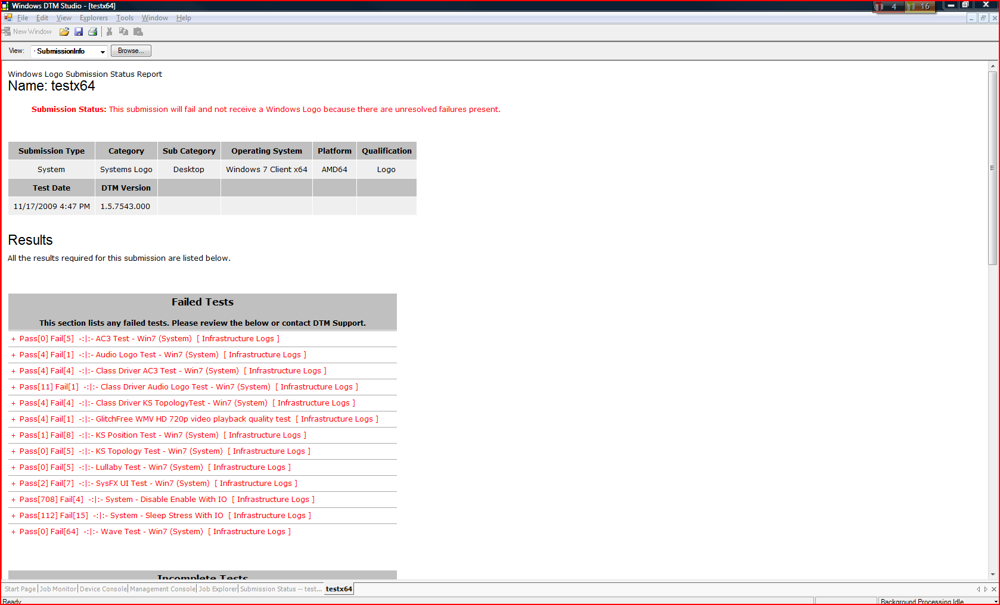 Windows DTM Studio - [testx64]
4 16
File Edit View Explorers Tools Window Help
New Window
View: · SubmissionInfo Browse...
Windows Logo Submission Status Report
Name: testx64
Submission Status: This submission will fail and not receive a Windows Logo because there are unresolved failures present.
Submission Type Category Sub Category Operating System Platform Qualification
System Systems Logo Desktop Windows 7 Client x64 AMD64 Logo
Test Date DTM Version
11/17/2009 4:47 PM 1.5.7543.000
Results
All the results required for this submission are listed below.
Failed Tests
This section lists any failed tests. Please review the below or contact DTM Support.
+ Pass[0] Fail[5] -:|:- AC3 Test - Win7 (System) [ Infrastructure Logs ]
+ Pass[4] Fail[1] -:|:- Audio Logo Test - Win7 (System) [ Infrastructure Logs ]
+ Pass[4] Fail[4] -:|:- Class Driver AC3 Test - Win7 (System) [ Infrastructure Logs ]
+ Pass[11] Fail[1] -:|:- Class Driver Audio Logo Test - Win7 (System) [ Infrastructure Logs ]
+ Pass[4] Fail[4] -:|:- Class Driver KS TopologyTest - Win7 (System) [ Infrastructure Logs ]
+ Pass[4] Fail[1] -:|:- GlitchFree WMV HD 720p video playback quality test [ Infrastructure Logs ]
+ Pass[1] Fail[8] -:|:- KS Position Test - Win7 (System) [ Infrastructure Logs ]
+ Pass[0] Fail[5] -:|:- KS Topology Test - Win7 (System) [ Infrastructure Logs ]
+ Pass[0] Fail[5] -:|:- Lullaby Test - Win7 (System) [ Infrastructure Logs ]
+ Pass[2] Fail[7] -:|:- SysFX UI Test - Win7 (System) [ Infrastructure Logs ]
+ Pass[708] Fail[4] -:|:- System - Disable Enable With IO [ Infrastructure Logs ]
+ Pass[112] Fail[15] -:|:- System - Sleep Stress With IO [ Infrastructure Logs ]
+ Pass[0] Fail[64] -:|:- Wave Test - Win7 (System) [ Infrastructure Logs ]
Incomplete Tests
Start Page Job Monitor Device Console Management Console Job Explorer Submission Status -- test... testx64
Ready Background Processing Idle